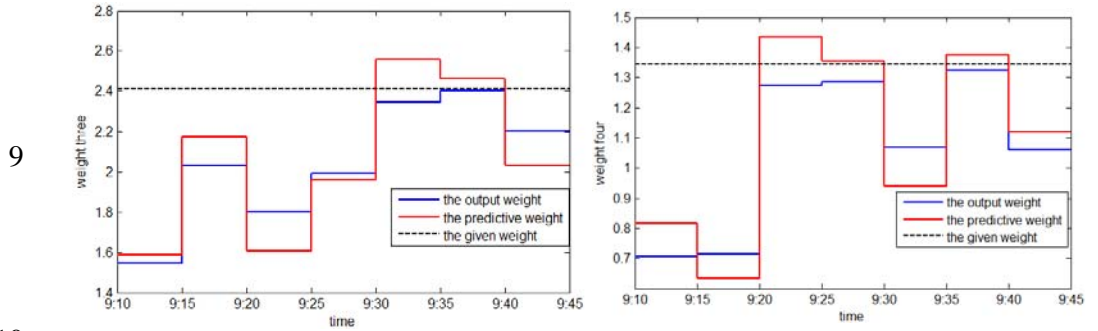 2.8
2.6
2.4
2.2
2
1.8
1.6
1.4
weight three
9:10 9:15 9:20 9:25 9:30 9:35 9:40 9:45
time
the output weight
the predictive weight
the given weight
1.5
1.4
1.3
1.2
1.1
1
0.9
0.8
0.7
weight four
9:10 9:15 9:20 9:25 9:30 9:35 9:40 9:45
time
the output weight
the predictive weight
the given weight
9